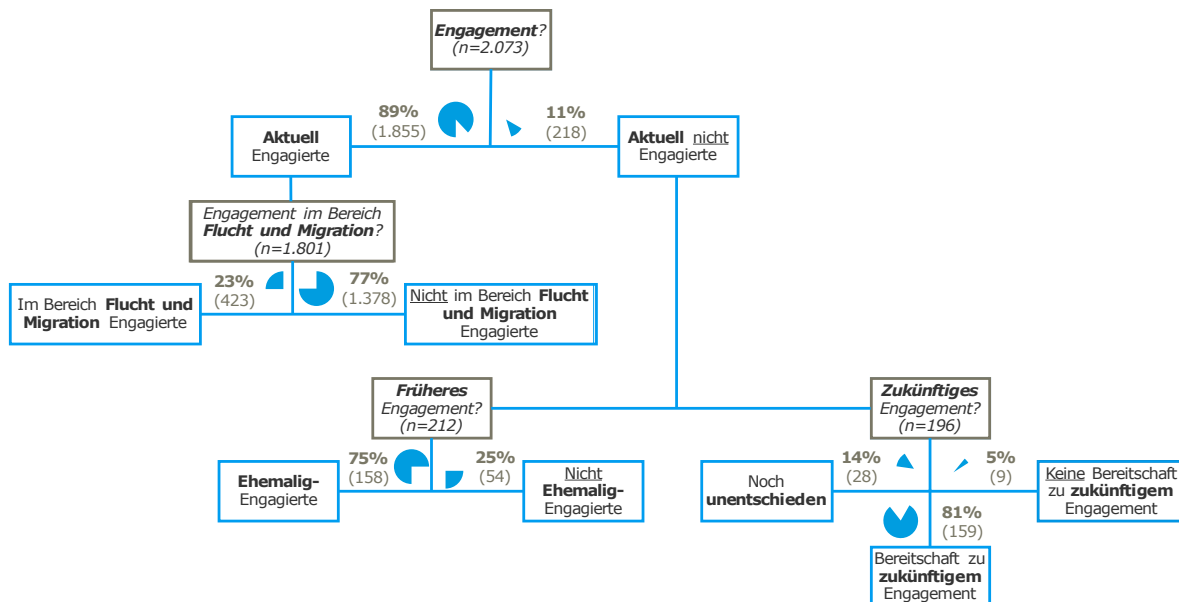 Engagement?
(n=2.073)
89%
(1.855)
11%
(218)
Aktuell
Engagierte
Aktuell nicht
Engagierte
Engagement im Bereich
Flucht und Migration?
(n=1.801)
23%
(423)
77%
(1.378)
Im Bereich Flucht und
Migration Engagierte
Nicht im Bereich Flucht
und Migration
Engagierte
Früheres
Engagement?
(n=212)
Zukünftiges
Engagement?
(n=196)
75%
(158)
25%
(54)
Ehemalig-
Engagierte
Nicht
Ehemalig-
Engagierte
14%
(28)
5%
(9)
Noch
unentschieden
Keine Bereitschaft
zu zukünftigem
Engagement
81%
(159)
Bereitschaft zu
zukünftigem
Engagement